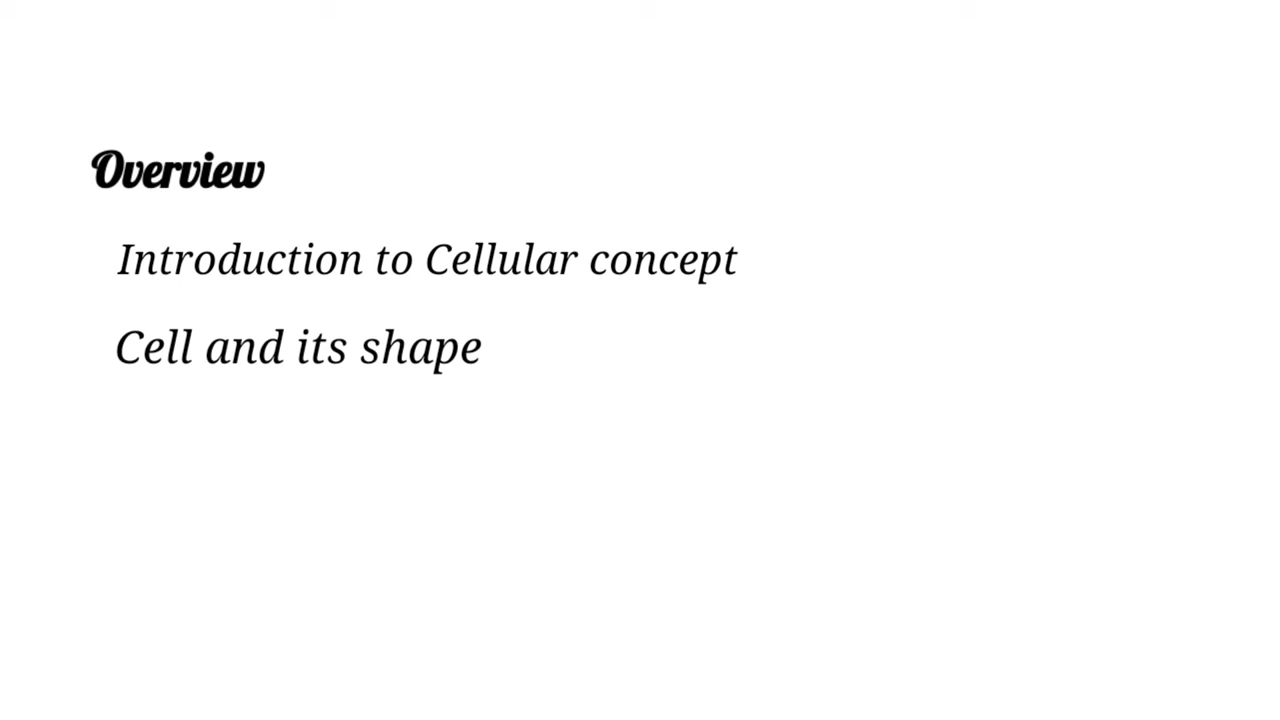 Overview
Introduction to Cellular concept
Cell and its shape